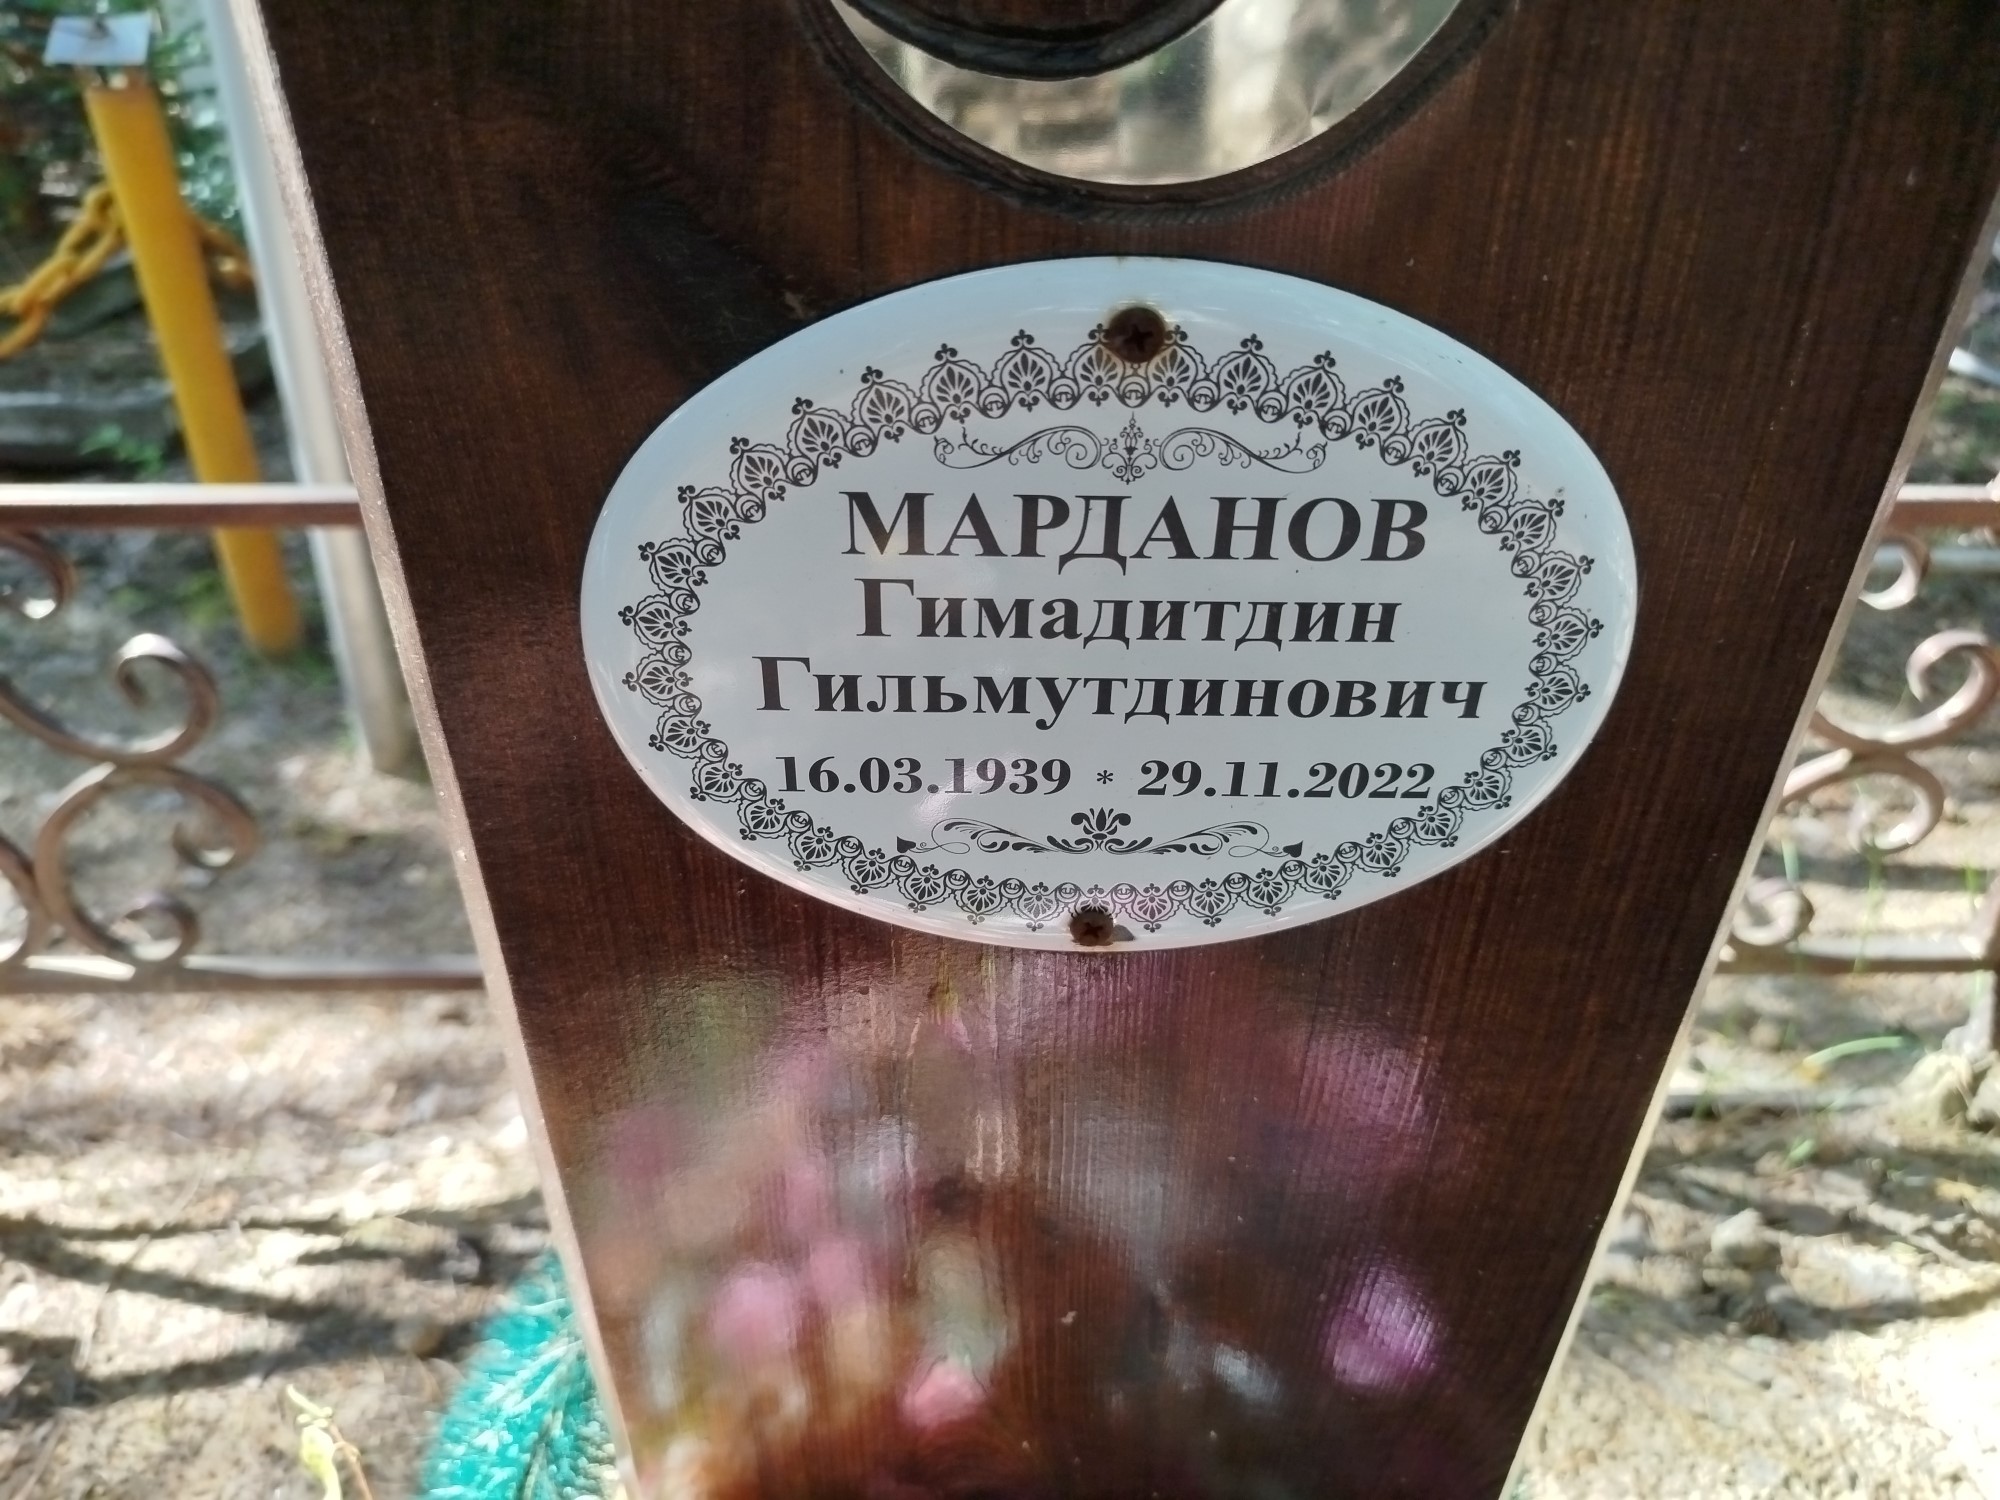 МАРДАНОВ
Гимадитдин
Гильмутдинович
16.03.1939 * 29.11.2022